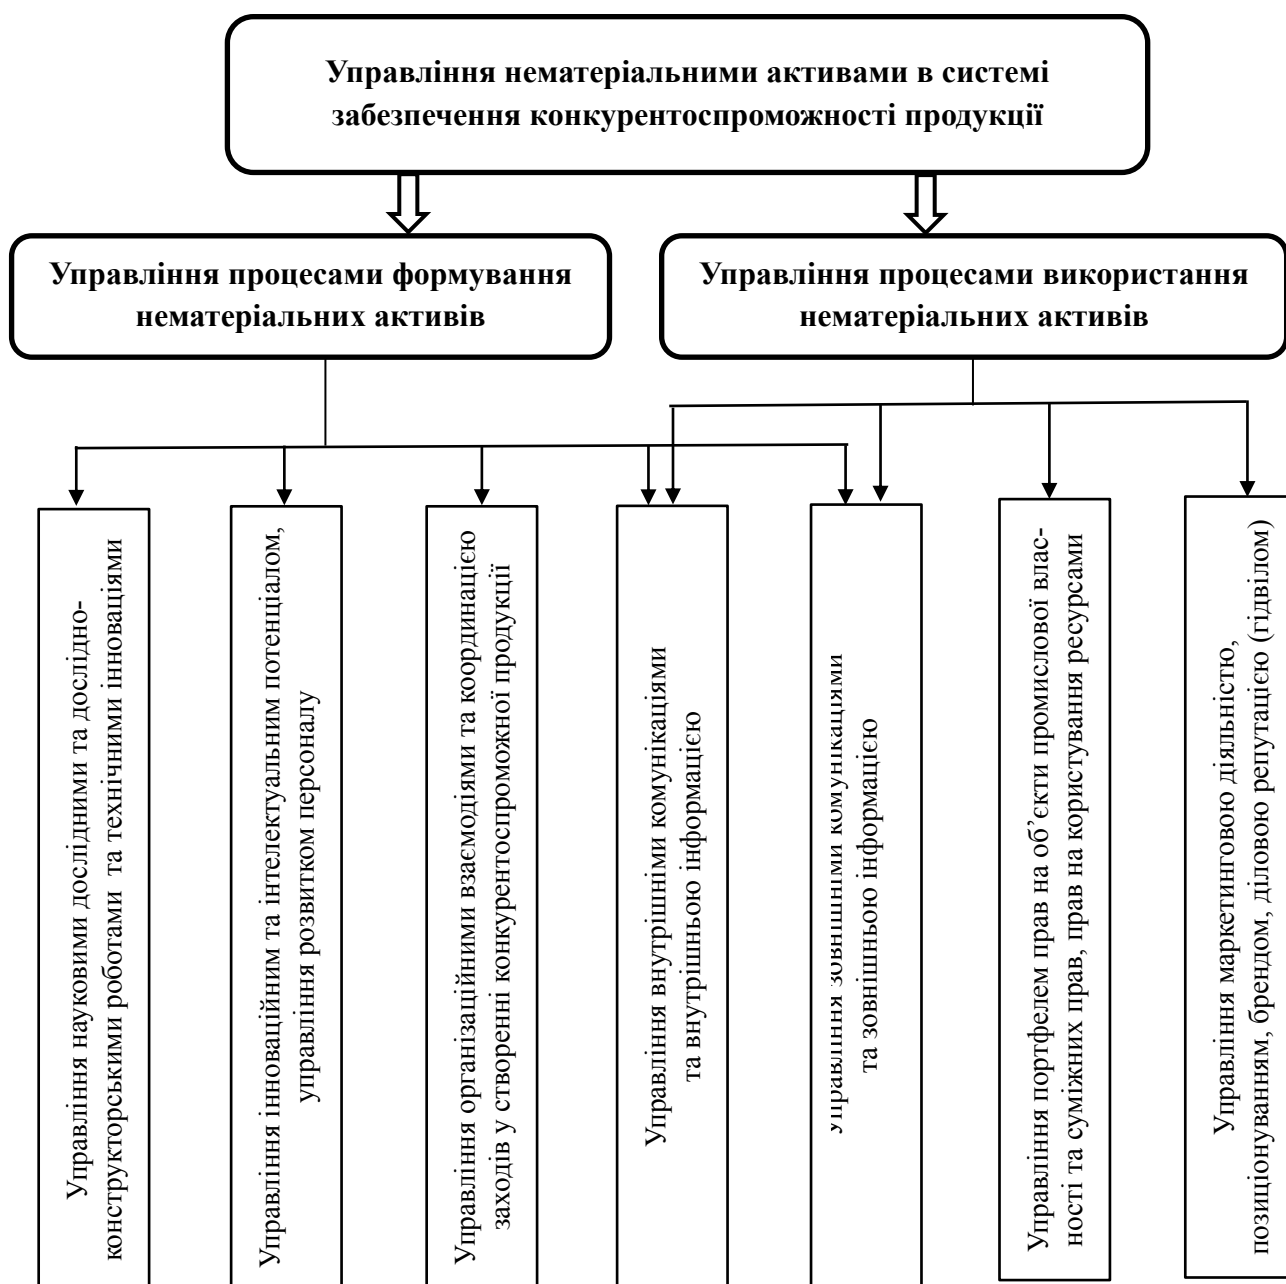 Управління нематеріальними активами в системі
забезпечення конкурентоспроможності продукції
Управління процесами формування
нематеріальних активів
Управління процесами використання
нематеріальних активів
Управління науковими дослідними та дослідно-
конструкторськими роботами та технічними інноваціями
Управління інноваційним та інтелектуальним потенціалом,
управління розвитком персоналу
Управління організаційними взаємодіями та координацією
заходів у створенні конкурентоспроможної продукції
Управління внутрішніми комунікаціями
та внутрішньою інформацією
Управління зовнішніми комунікаціями
та зовнішньою інформацією
Управління портфелем прав на об’єкти промислової влас-
ності та суміжних прав, прав на користування ресурсами
Управління маркетинговою діяльністю,
позиціонуванням, брендом, діловою репутацією (гідвілом)